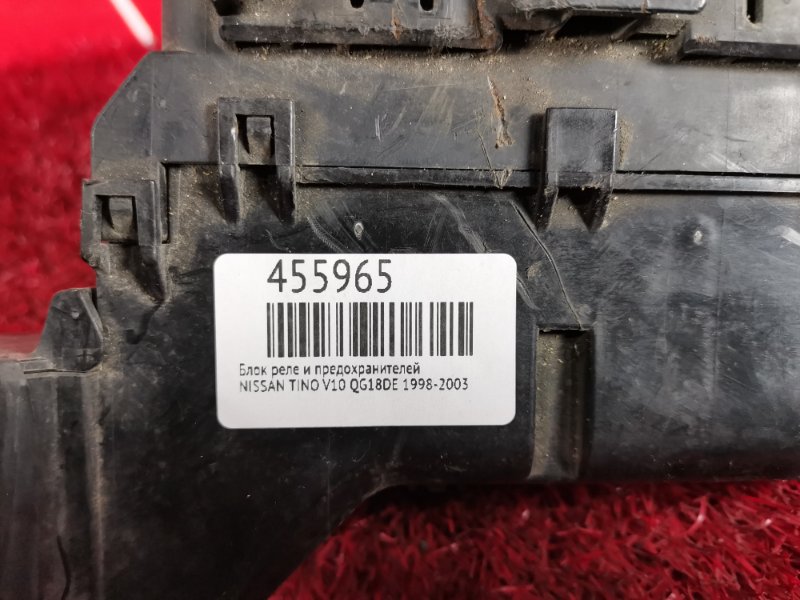 455965
Блок реле и предохранителей
NISSAN TINO V10 QG18DE 1998-2003